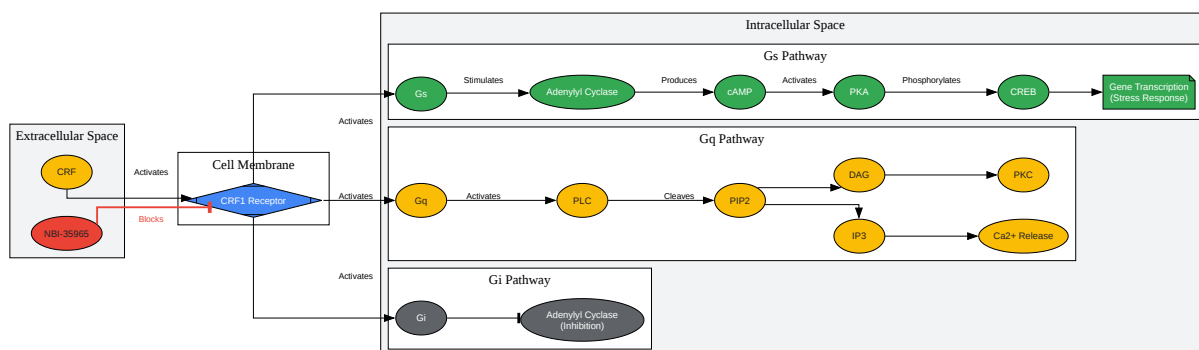 Intracellular Space
Gs Pathway
Gs
Stimulates
Adenylyl Cyclase
Produces
cAMP
Activates
PKA
Phosphorylates
CREB
Gene Transcription
(Stress Response)
Activates
Extracellular Space
CRF
NBI-35965
Activates
Blocks
Cell Membrane
CRF1 Receptor
Activates
Gq Pathway
Gq
Activates
PLC
Cleaves
PIP2
DAG
PKC
IP3
Ca2+ Release
Activates
Gi Pathway
Gi
Adenylyl Cyclase
(Inhibition)